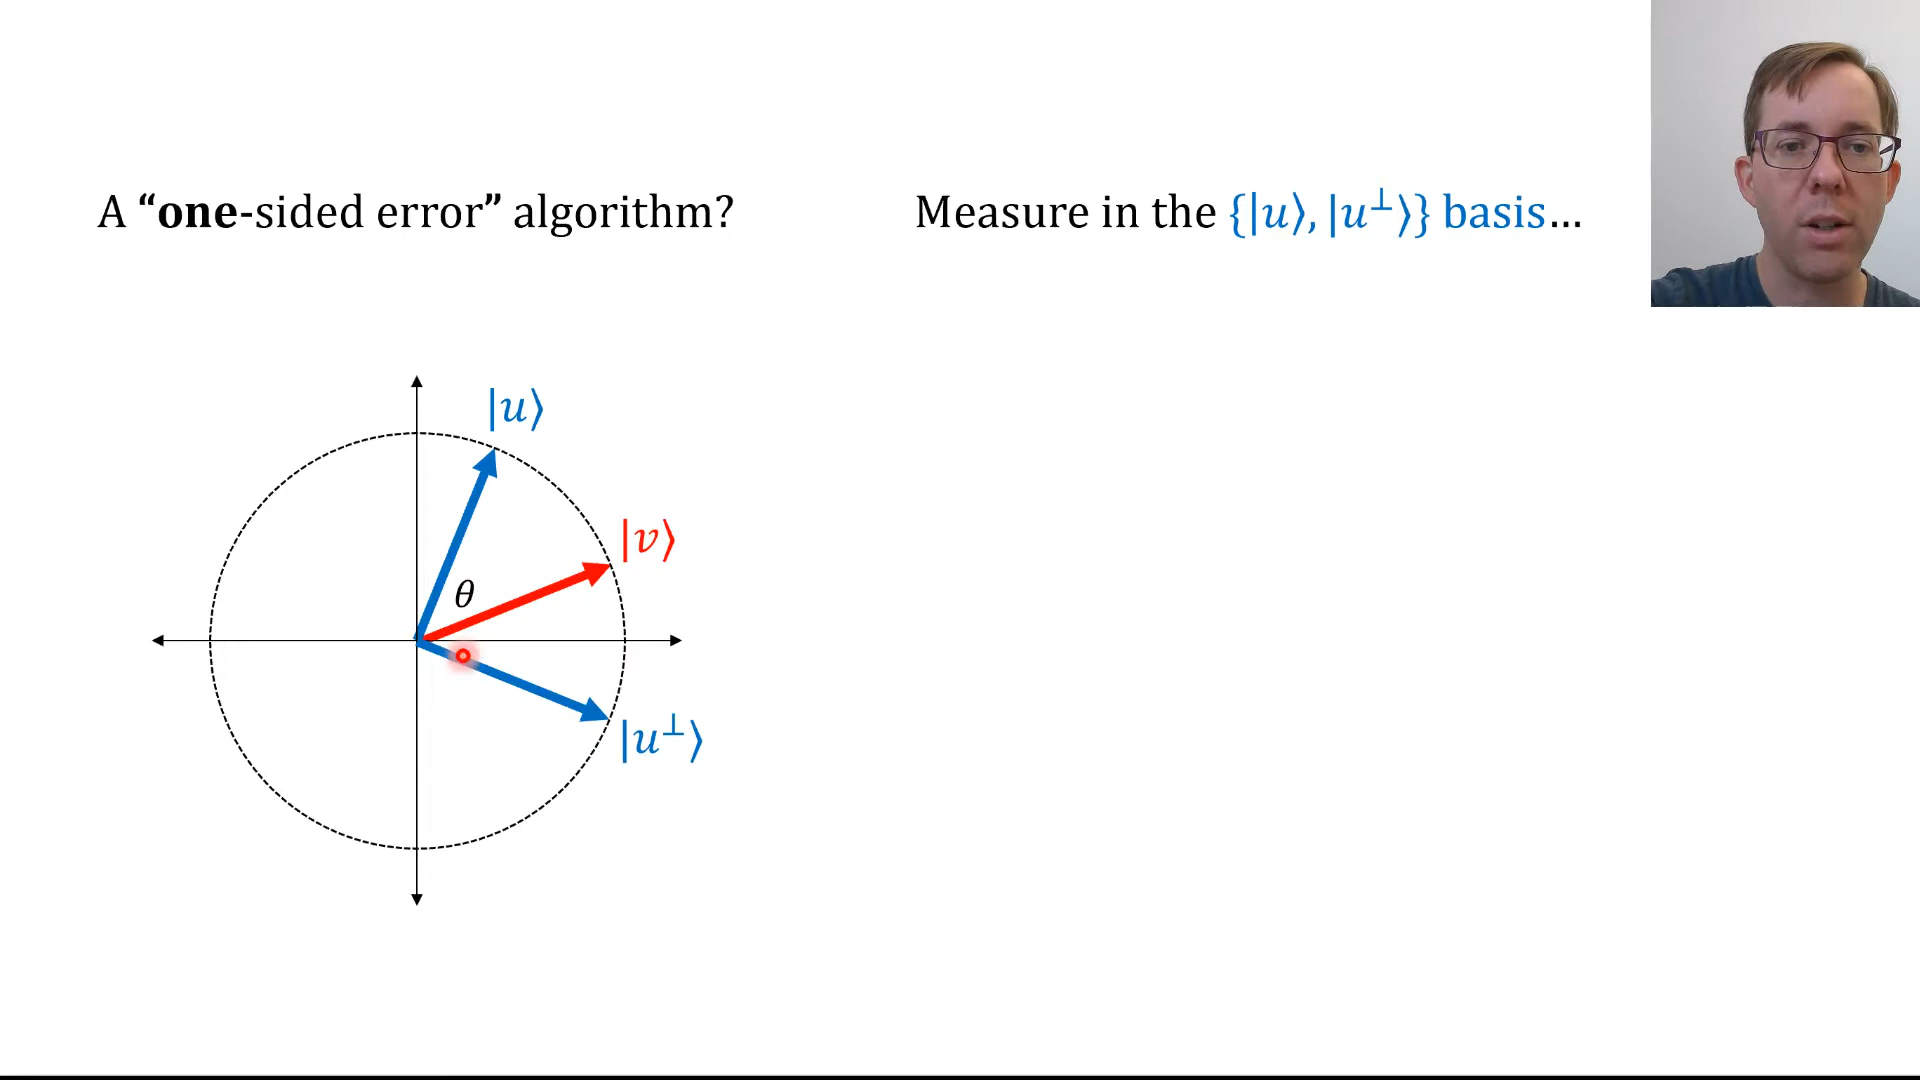 A “one-sided error” algorithm?
Measure in the {|u⟩, |u⊥⟩} basis…
|u⟩
|v⟩
θ
|u⊥⟩